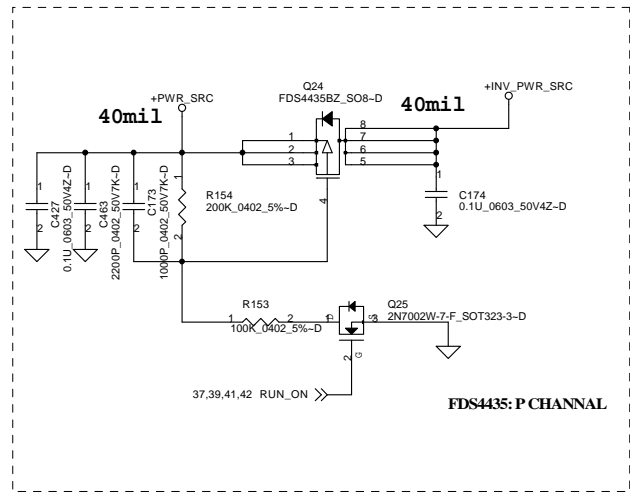 Q24
FDS4435BZ_SO8~D
+INV_PWR_SRC
+PWR_SRC
40mil
40mil
1
2
3
8
7
6
5
4
1
2
C427
0.1U_0603_50V4Z~D
1
2
C463
2200P_0402_50V7K~D
1
2
C173
1000P_0402_50V7K~D
1
2
R154
200K_0402_5%~D
1
2
C174
0.1U_0603_50V4Z~D
R153
1
2
100K_0402_5%~D
Q25
2N7002W-7-F_SOT323-3~D
D
1
S
3
2
G
37,39,41,42 RUN_ON
FDS4435: P CHANNAL